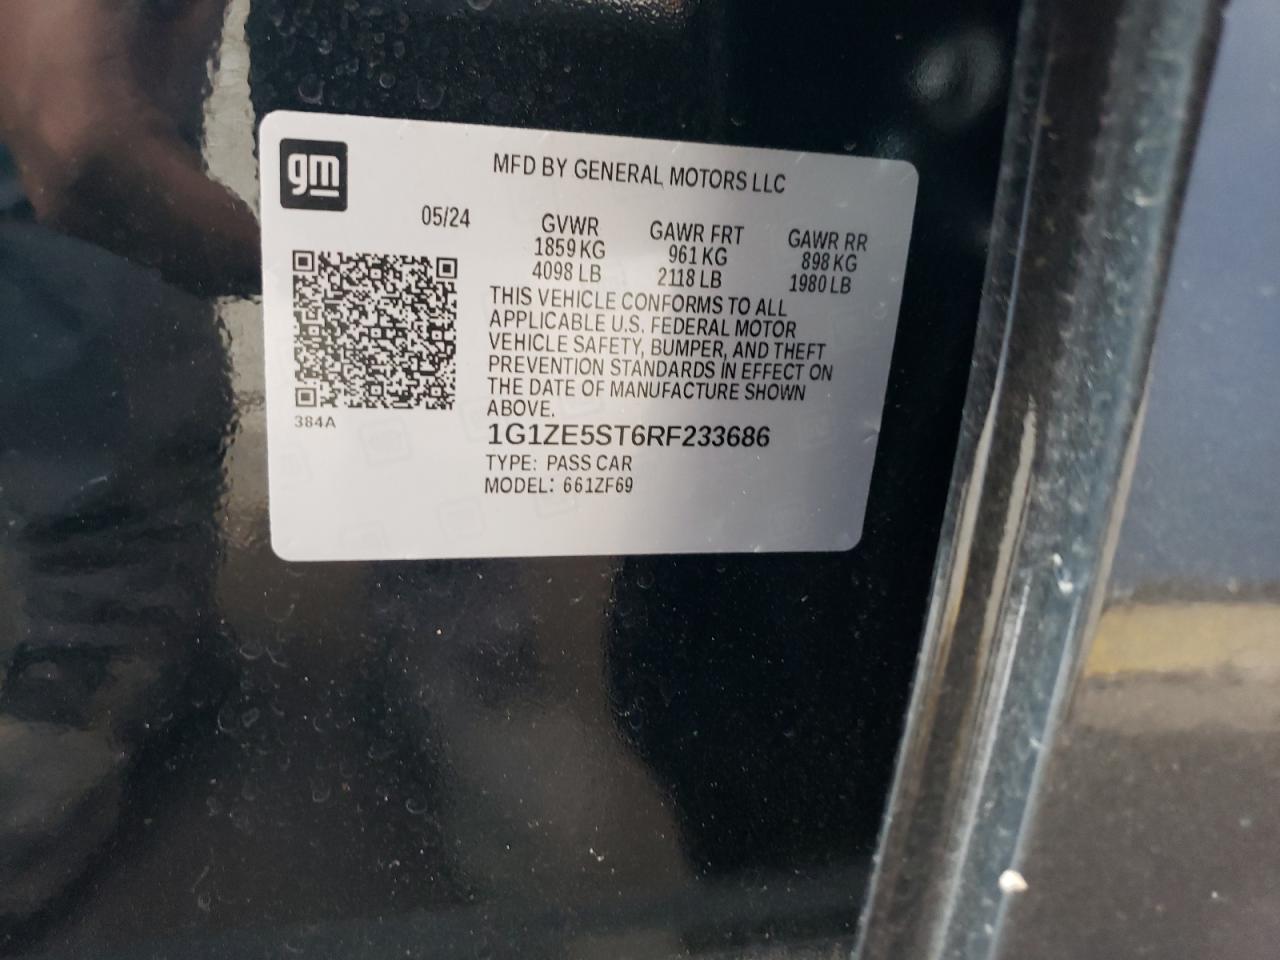 gm
MFD BY GENERAL MOTORS LLC
05/24
GVWR
1859 KG
4098 LB
GAWR FRT
961 KG
2118 LB
GAWR RR
898 KG
1980 LB
THIS VEHICLE CONFORMS TO ALL
APPLICABLE U.S. FEDERAL MOTOR
VEHICLE SAFETY, BUMPER, AND THEFT
PREVENTION STANDARDS IN EFFECT ON
THE DATE OF MANUFACTURE SHOWN
ABOVE.
384A
1G1ZE5ST6RF233686
TYPE: PASS CAR
MODEL: 661ZF69